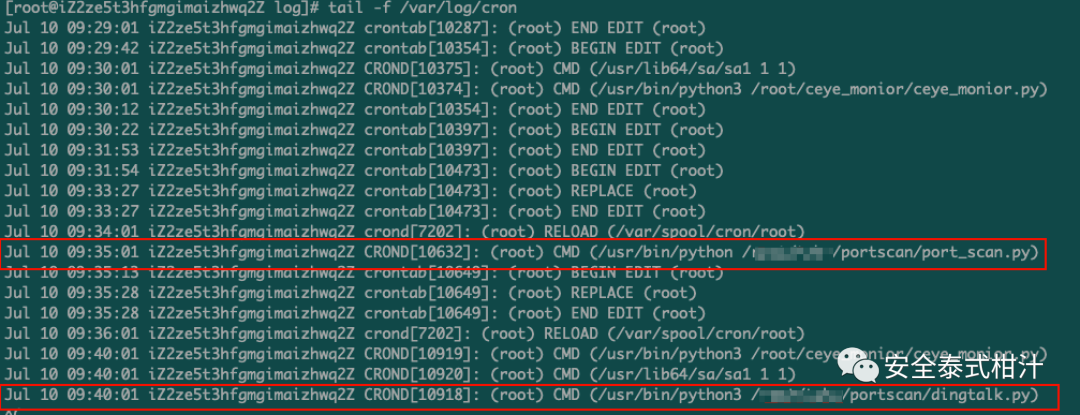 [root@iZ2ze5t3hfgmgimaizhwq2Z log]# tail -f /var/log/cron
Jul 10 09:29:01 iZ2ze5t3hfgmgimaizhwq2Z crontab[10287]: (root) END EDIT (root)
Jul 10 09:29:42 iZ2ze5t3hfgmgimaizhwq2Z crontab[10354]: (root) BEGIN EDIT (root)
Jul 10 09:30:01 iZ2ze5t3hfgmgimaizhwq2Z CROND[10375]: (root) CMD (/usr/lib64/sa/sa1 1 1)
Jul 10 09:30:01 iZ2ze5t3hfgmgimaizhwq2Z CROND[10374]: (root) CMD (/usr/bin/python3 /root/ceye_monior/ceye_monior.py)
Jul 10 09:30:12 iZ2ze5t3hfgmgimaizhwq2Z crontab[10354]: (root) END EDIT (root)
Jul 10 09:30:22 iZ2ze5t3hfgmgimaizhwq2Z crontab[10397]: (root) BEGIN EDIT (root)
Jul 10 09:31:53 iZ2ze5t3hfgmgimaizhwq2Z crontab[10397]: (root) END EDIT (root)
Jul 10 09:31:54 iZ2ze5t3hfgmgimaizhwq2Z crontab[10473]: (root) BEGIN EDIT (root)
Jul 10 09:33:27 iZ2ze5t3hfgmgimaizhwq2Z crontab[10473]: (root) REPLACE (root)
Jul 10 09:33:27 iZ2ze5t3hfgmgimaizhwq2Z crontab[10473]: (root) END EDIT (root)
Jul 10 09:34:01 iZ2ze5t3hfgmgimaizhwq2Z crond[7202]: (root) RELOAD (/var/spool/cron/root)
Jul 10 09:35:01 iZ2ze5t3hfgmgimaizhwq2Z CROND[10632]: (root) CMD (/usr/bin/python /portscan/port_scan.py)
Jul 10 09:35:13 iZ2ze5t3hfgmgimaizhwq2Z crontab[10649]: (root) BEGIN EDIT (root)
Jul 10 09:35:28 iZ2ze5t3hfgmgimaizhwq2Z crontab[10649]: (root) REPLACE (root)
Jul 10 09:35:28 iZ2ze5t3hfgmgimaizhwq2Z crontab[10649]: (root) END EDIT (root)
Jul 10 09:36:01 iZ2ze5t3hfgmgimaizhwq2Z crond[7202]: (root) RELOAD (/var/spool/cron/root)
Jul 10 09:40:01 iZ2ze5t3hfgmgimaizhwq2Z CROND[10919]: (root) CMD (/usr/bin/python3 /root/ceye_monior/ceye_monior.py)
Jul 10 09:40:01 iZ2ze5t3hfgmgimaizhwq2Z CROND[10920]: (root) CMD (/usr/lib64/sa/sa1 1 1)
Jul 10 09:40:01 iZ2ze5t3hfgmgimaizhwq2Z CROND[10918]: (root) CMD (/usr/bin/python3 /portscan/dingtalk.py)
安全泰式柑汁